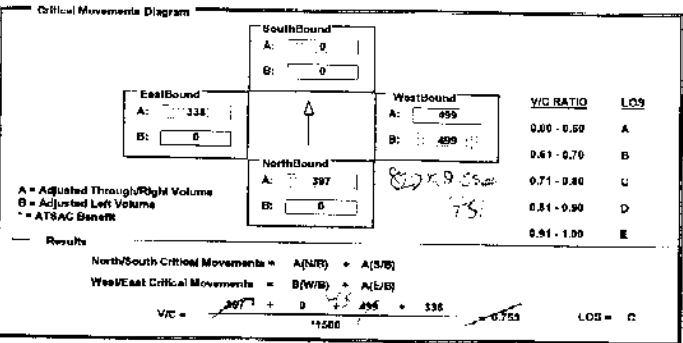 Critical Movements Diagram
SouthBound
A: 0
B: 0
EastBound
A: 338
B: 0
WestBound
A: 499
B: 499
NorthBound
A: 397
B: 0
V/C RATIO LOS
0.00 - 0.60 A
0.61 - 0.70 B
0.71 - 0.80 C
0.81 - 0.90 D
0.91 - 1.00 E
A = Adjusted Through/Right Volume
B = Adjusted Left Volume
* = ATSAC Benefit
Results
North/South Critical Movements = A(N/B) + A(S/B)
West/East Critical Movements = B(W/B) + A(E/B)
V/C = 397 + 0 + 499 + 338
*1500
= 0.753 LOS = C